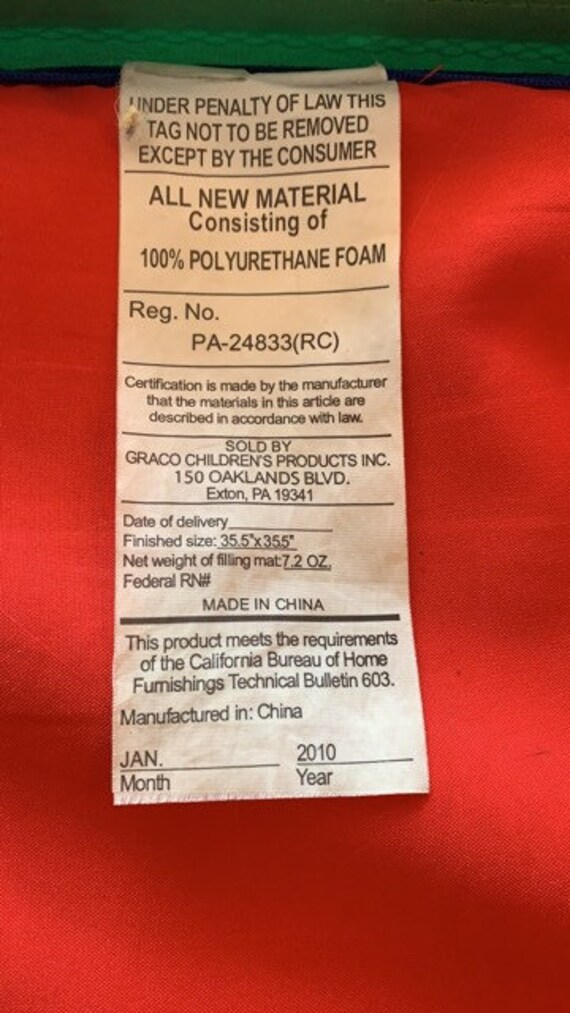 UNDER PENALTY OF LAW THIS
TAG NOT TO BE REMOVED
EXCEPT BY THE CONSUMER
ALL NEW MATERIAL
Consisting of
100% POLYURETHANE FOAM
Reg. No.
PA-24833(RC)
Certification is made by the manufacturer
that the materials in this article are
described in accordance with law.
SOLD BY
GRACO CHILDREN'S PRODUCTS INC.
150 OAKLANDS BLVD.
Exton, PA 19341
Date of delivery
Finished size: 35.5"x35.5"
Net weight of filling mat:7.2 OZ.
Federal RN#
MADE IN CHINA
This product meets the requirements
of the California Bureau of Home
Furnishings Technical Bulletin 603.
Manufactured in: China
JAN. 2010
Month Year